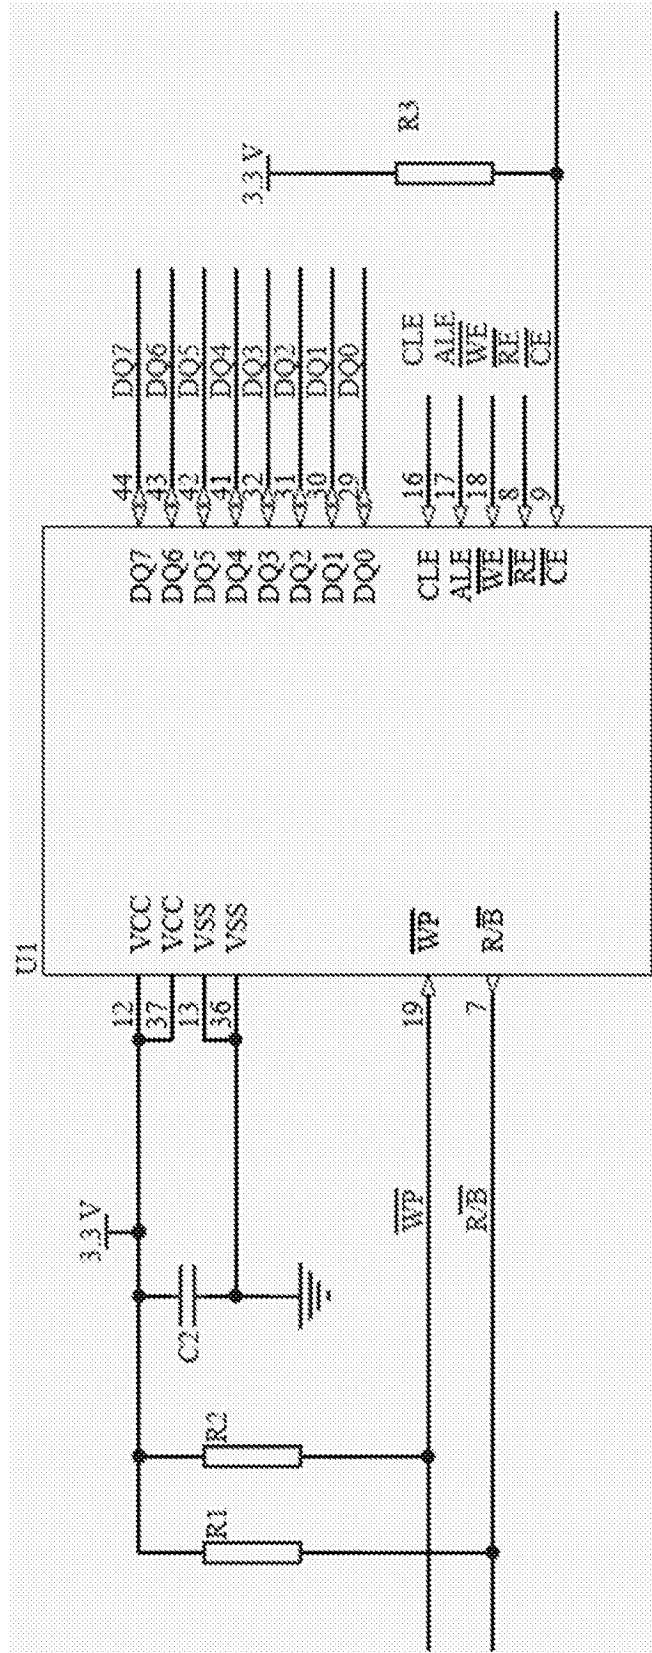 U1
3.3 V
C2
R2
R1
12
VCC
37
VCC
13
VSS
36
VSS
WP
19
WP
R/B
7
R/B
DQ7
44
DQ7
DQ6
43
DQ6
DQ5
42
DQ5
DQ4
41
DQ4
DQ3
32
DQ3
DQ2
31
DQ2
DQ1
30
DQ1
DQ0
29
DQ0
CLE
16
CLE
ALE
17
ALE
WE
18
WE
RE
8
RE
CE
9
CE
3.3 V
R3